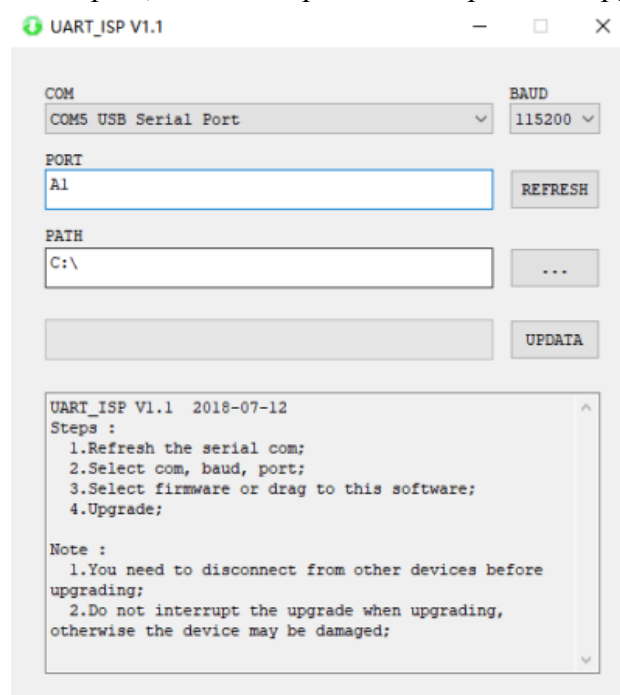 UART_ISP V1.1
COM
BAUD
COM5 USB Serial Port
115200
PORT
A1
REFRESH
PATH
C:\
...
UPDATA
UART_ISP V1.1  2018-07-12
Steps :
1.Refresh the serial com;
2.Select com, baud, port;
3.Select firmware or drag to this software;
4.Upgrade;
Note :
1.You need to disconnect from other devices before
upgrading;
2.Do not interrupt the upgrade when upgrading,
otherwise the device may be damaged;